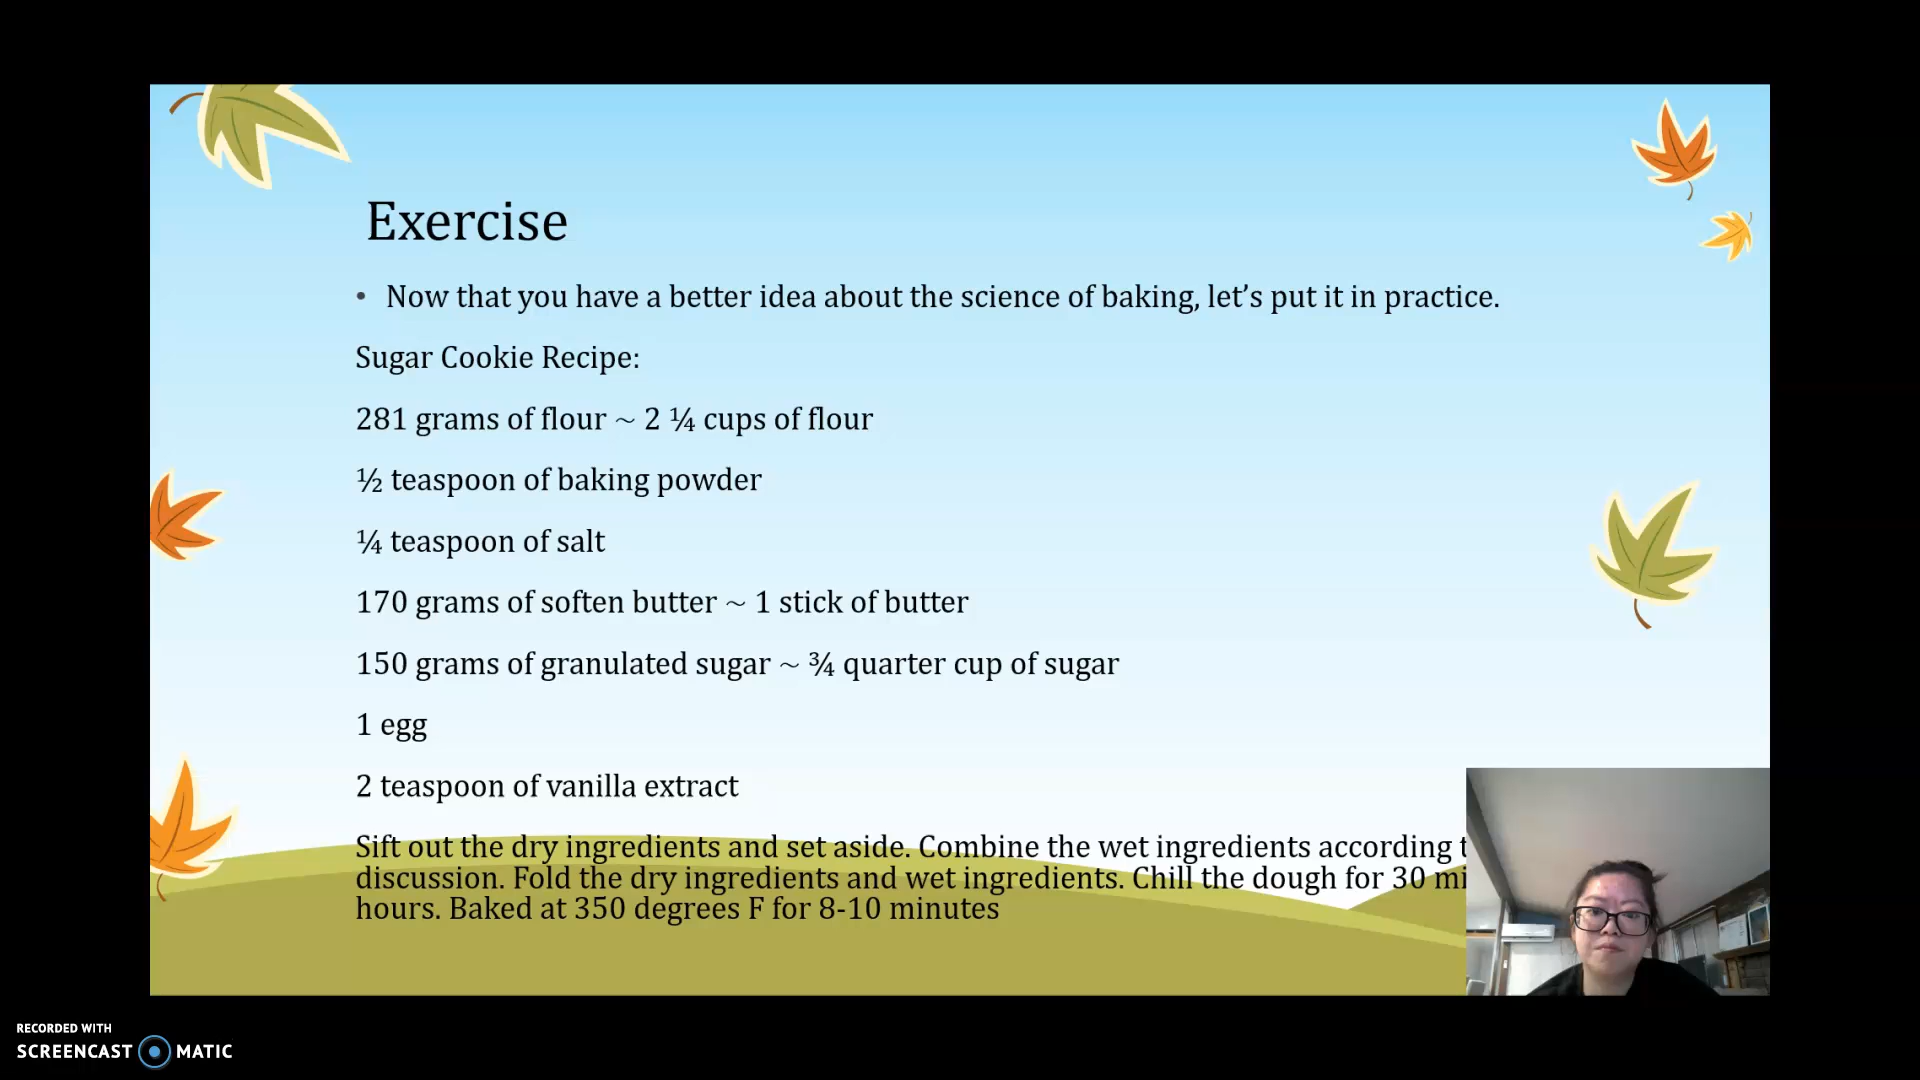 Exercise
• Now that you have a better idea about the science of baking, let’s put it in practice.
Sugar Cookie Recipe:
281 grams of flour ~ 2 ¼ cups of flour
½ teaspoon of baking powder
¼ teaspoon of salt
170 grams of soften butter ~ 1 stick of butter
150 grams of granulated sugar ~ ¾ quarter cup of sugar
1 egg
2 teaspoon of vanilla extract
Sift out the dry ingredients and set aside. Combine the wet ingredients according
discussion. Fold the dry ingredients and wet ingredients. Chill the dough for 30
hours. Baked at 350 degrees F for 8-10 minutes
RECORDED WITH
SCREENCAST MATIC